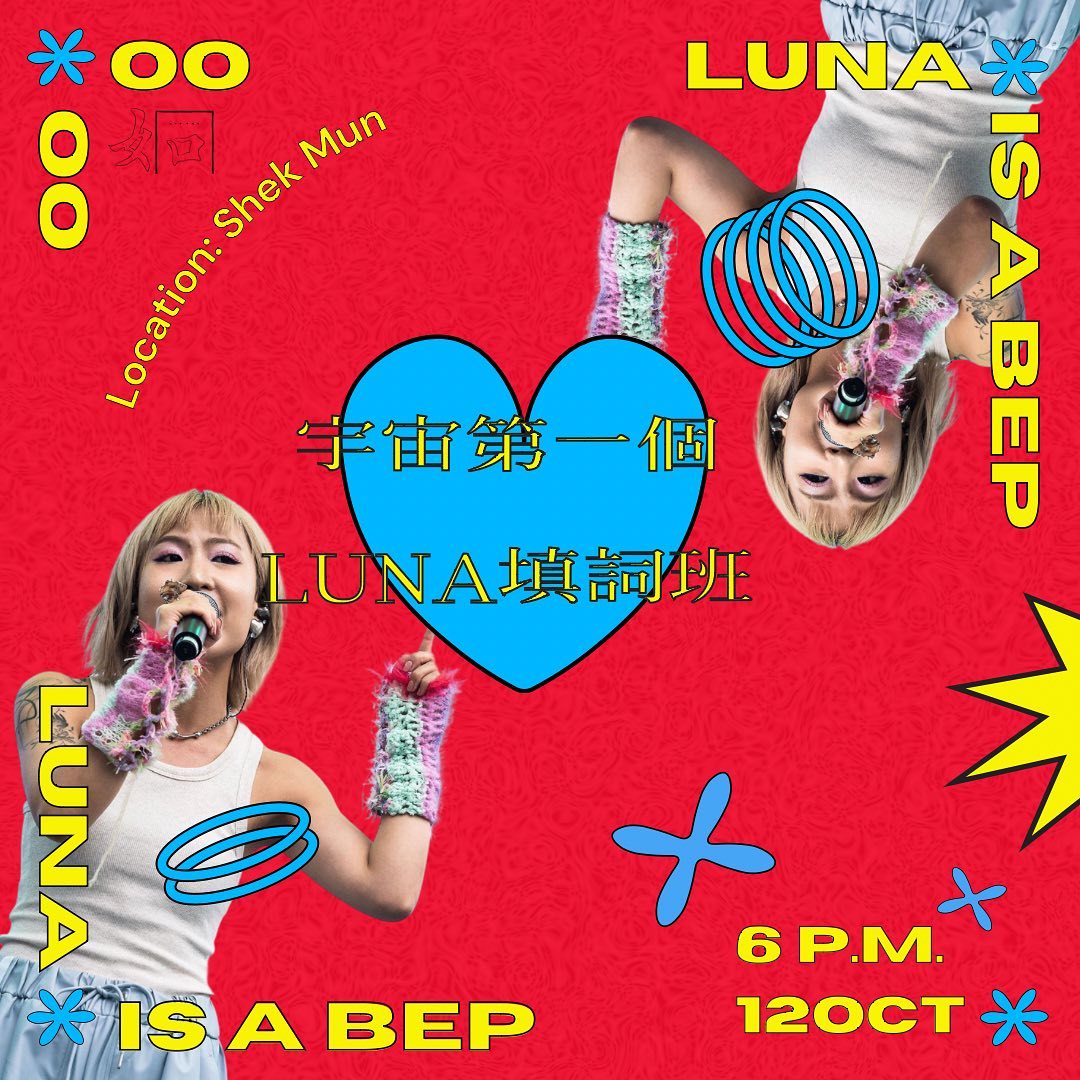 OO
OO
Location: Shek Mun
LUNA
IS A BEP
宇宙第一個
LUNA填詞班
LUNA
IS A BEP
6 P.M.
12OCT